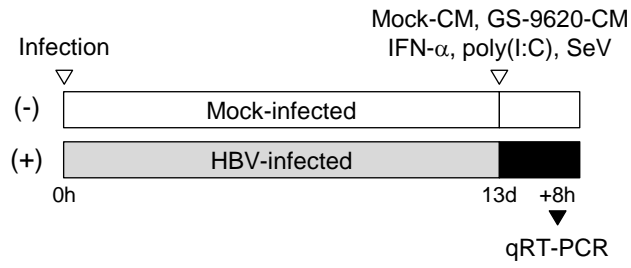 Mock-CM, GS-9620-CM
Infection
IFN-α, poly(I:C), SeV
(-)
Mock-infected
(+)
HBV-infected
0h
13d
+8h
qRT-PCR